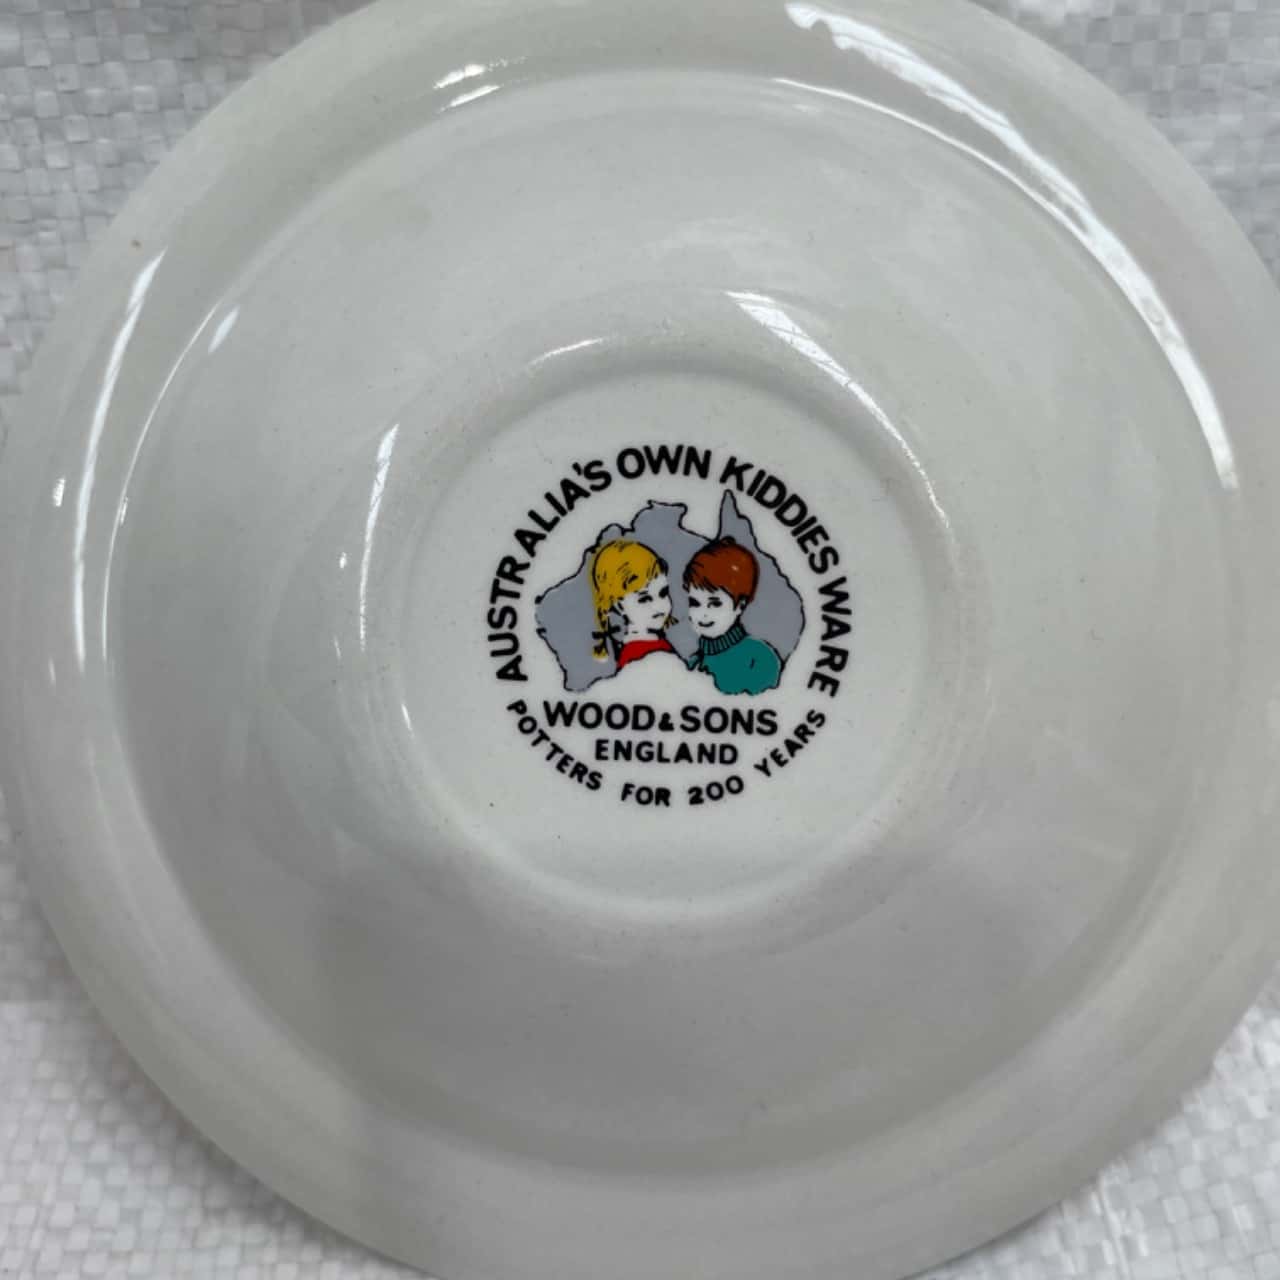 AUSTRALIA'S OWN KIDDIES WARE
WOOD & SONS
ENGLAND
POTTERS FOR 200 YEARS